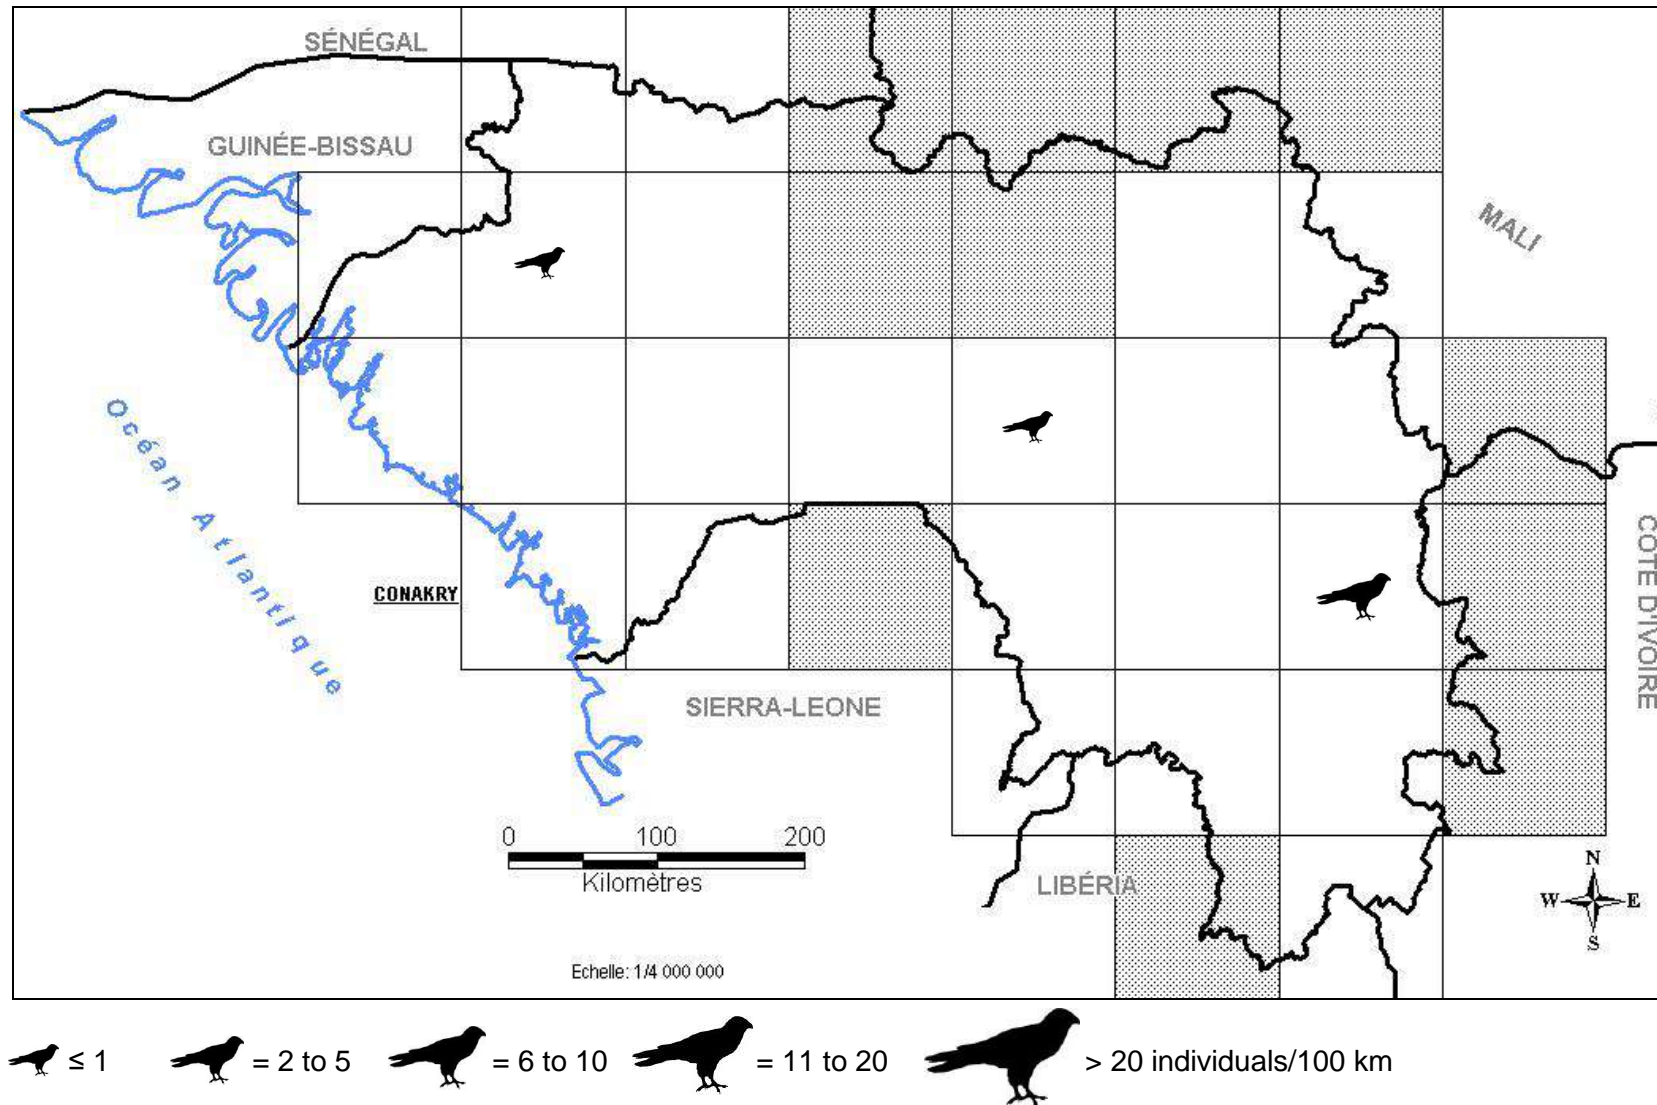 SÉNÉGAL
GUINÉE-BISSAU
MALI
Océan Atlantique
CONAKRY
COTE D'IVOIRE
SIERRA-LEONE
0 100 200
Kilomètres
LIBÉRIA
N
W E
S
Echelle: 1/4 000 000
≤ 1 = 2 to 5 = 6 to 10 = 11 to 20 > 20 individuals/100 km